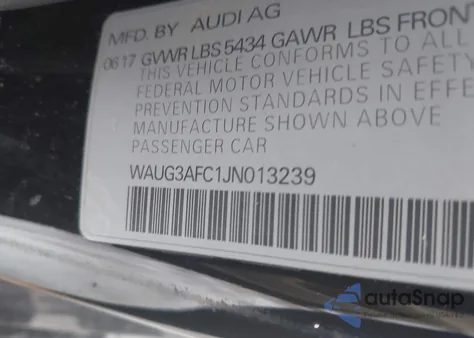 MFD. BY AUDI AG
06 17 GVWR LBS 5434 GAWR LBS FRONT
THIS VEHICLE CONFORMS TO ALL
FEDERAL MOTOR VEHICLE SAFETY
PREVENTION STANDARDS IN EFFE
MANUFACTURE SHOWN ABOVE
PASSENGER CAR
WAUG3AFC1JN013239
autoSnap